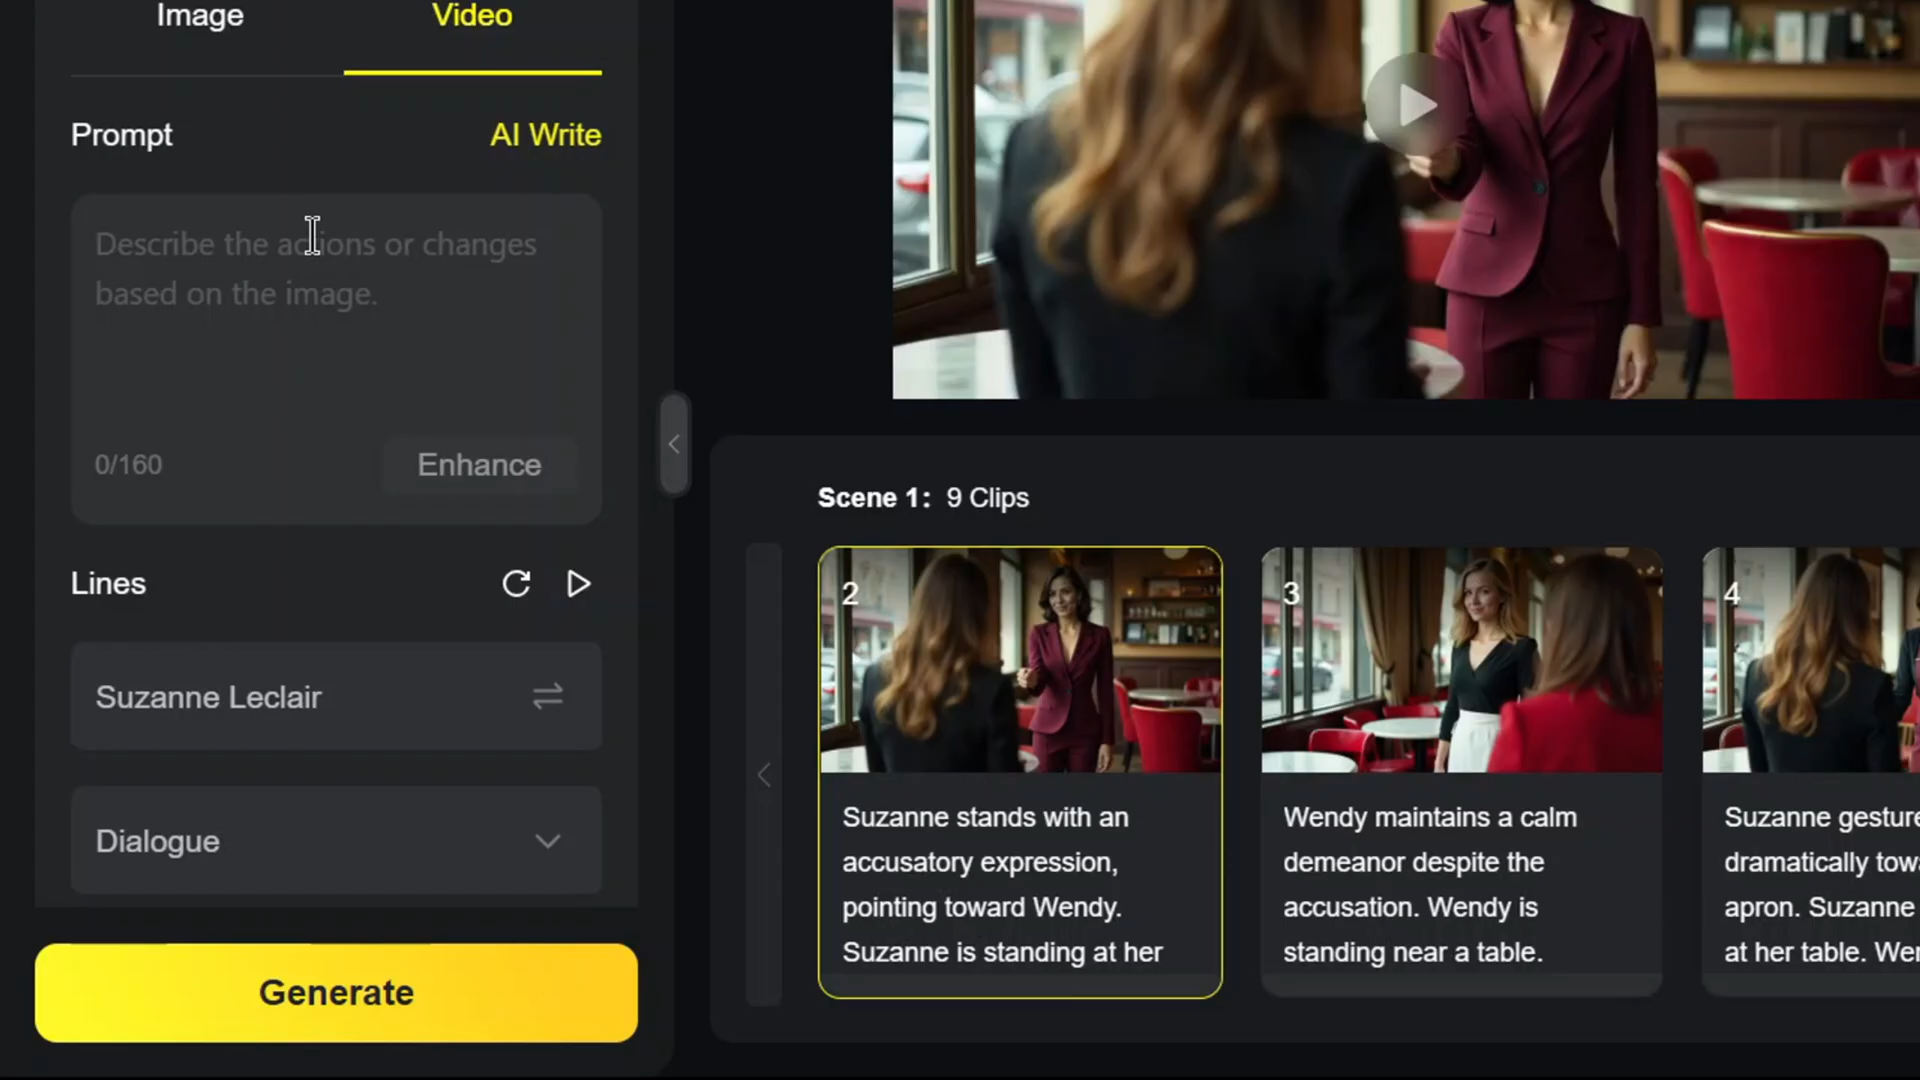 Image
Video
Prompt
AI Write
Describe the actions or changes
based on the image.
0/160
Enhance
Lines
Suzanne Leclair
Dialogue
Generate
Scene 1: 9 Clips
2
Suzanne stands with an
accusatory expression,
pointing toward Wendy.
Suzanne is standing at her
3
Wendy maintains a calm
demeanor despite the
accusation. Wendy is
standing near a table.
4
Suzanne gesture
dramatically tow
apron. Suzanne
at her table. Wen